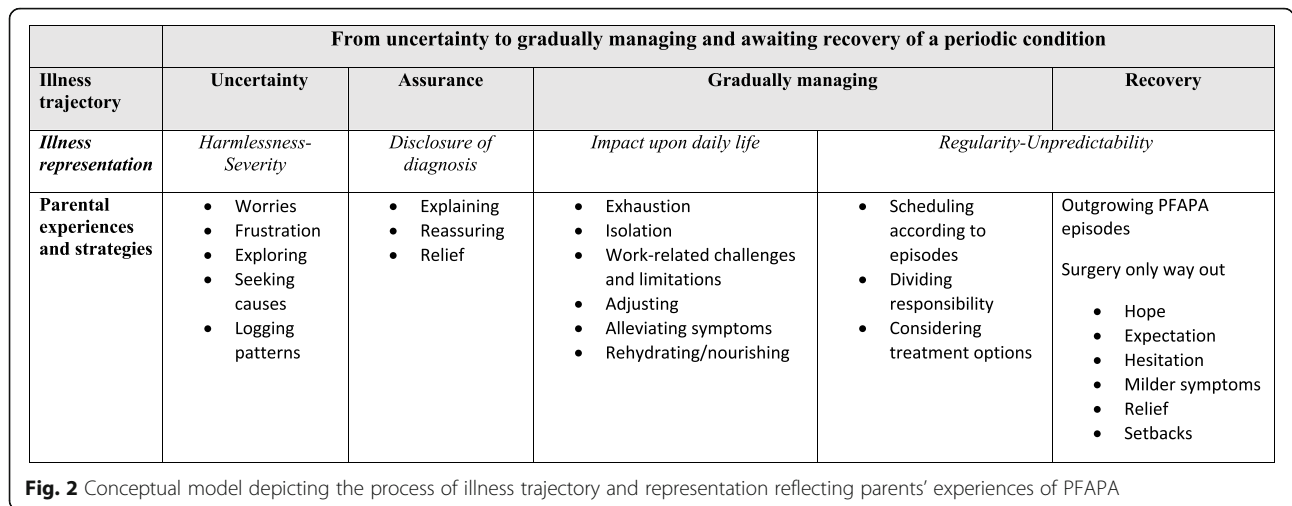 From uncertainty to gradually managing and awaiting recovery of a periodic condition
Illness
trajectory
Uncertainty
Assurance
Gradually managing
Recovery
Illness
representation
Harmlessness-
Severity
Disclosure of
diagnosis
Impact upon daily life
Regularity-Unpredictability
Parental
experiences
and strategies
• Worries
• Frustration
• Exploring
• Seeking
causes
• Logging
patterns
• Explaining
• Reassuring
• Relief
• Exhaustion
• Isolation
• Work-related challenges
and limitations
• Adjusting
• Alleviating symptoms
• Rehydrating/nourishing
• Scheduling
according to
episodes
• Dividing
responsibility
• Considering
treatment options
Outgrowing PFAPA
episodes
Surgery only way out
• Hope
• Expectation
• Hesitation
• Milder symptoms
• Relief
• Setbacks
Fig. 2 Conceptual model depicting the process of illness trajectory and representation reflecting parents’ experiences of PFAPA